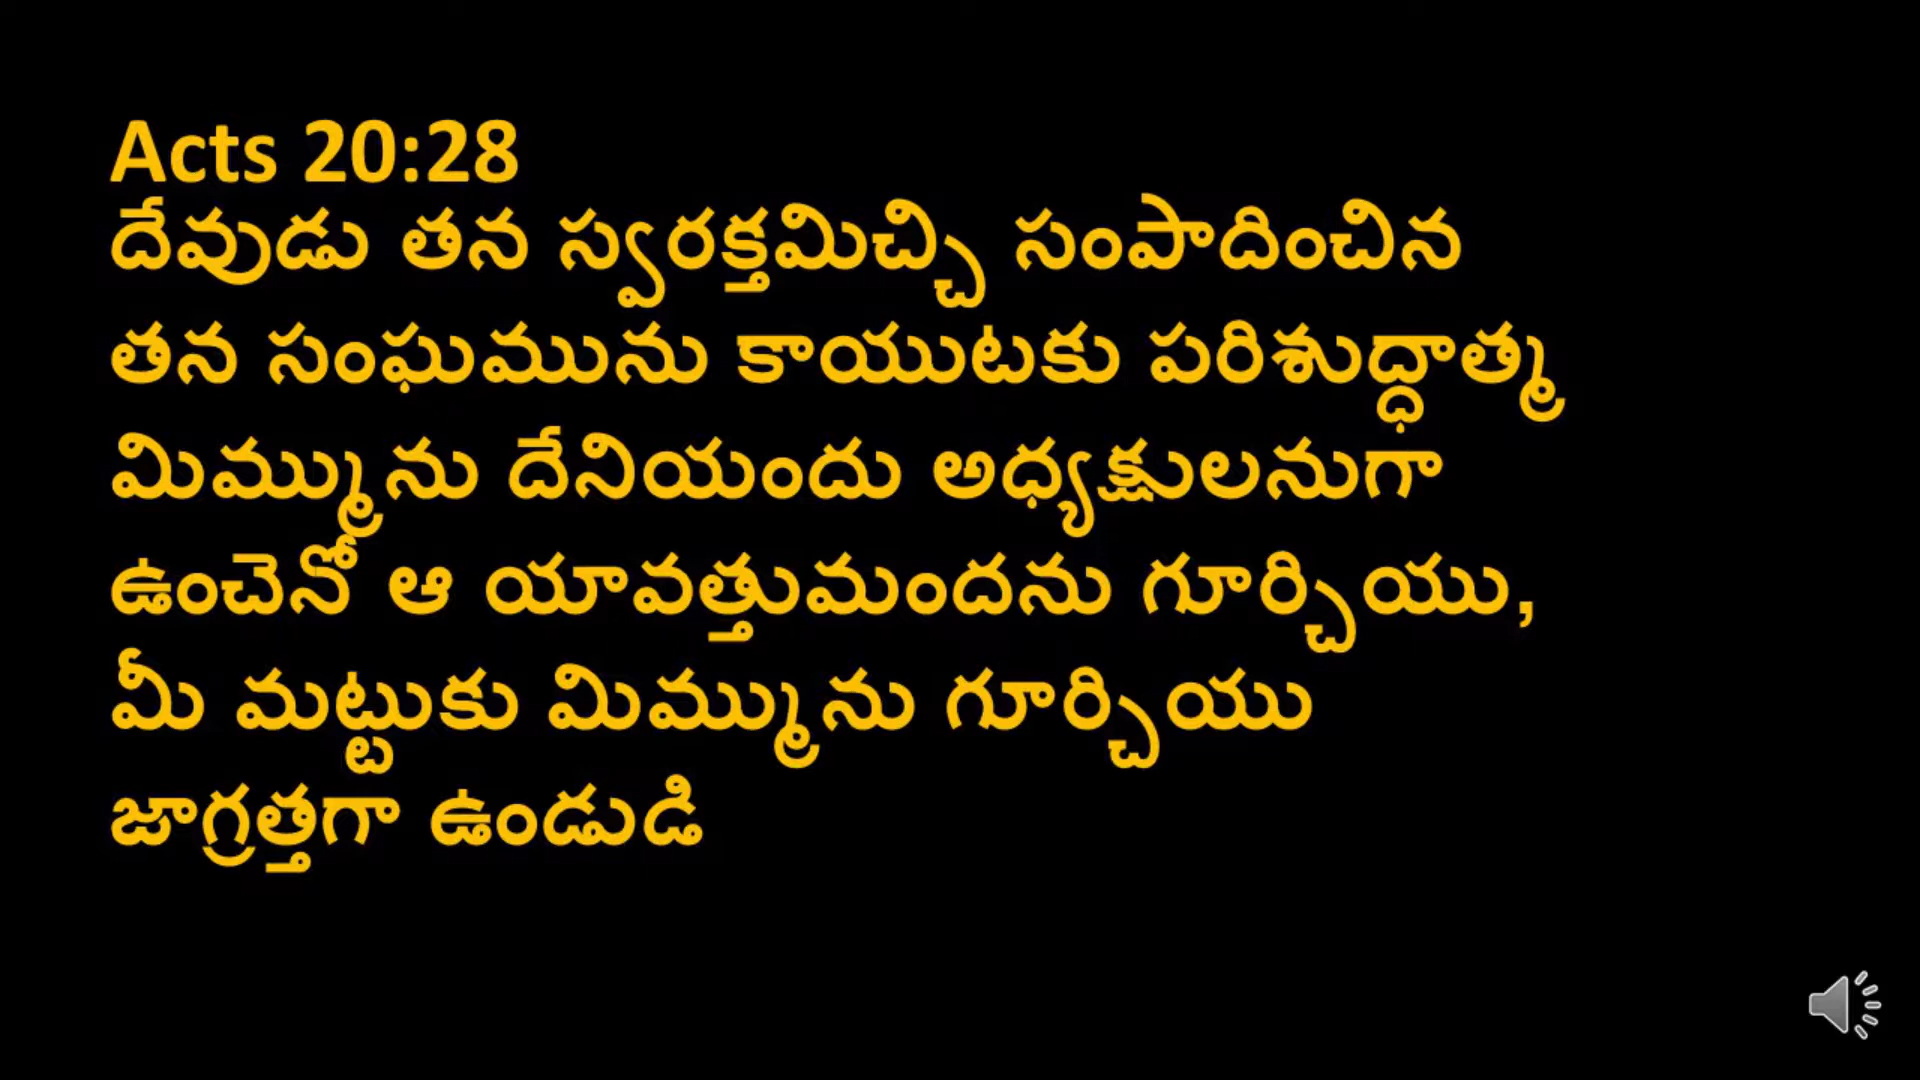 Acts 20:28
దేవుడు తన స్వరక్తమిచ్చి సంపాదించిన
తన సంఘమును కాయుటకు పరిశుద్ధాత్మ
మిమ్మును దేనియందు అధ్యక్షులనుగా
ఉంచెనో ఆ యావత్తుమందను గూర్చియు,
మీ మట్టుకు మిమ్మును గూర్చియు
జాగ్రత్తగా ఉండుడి